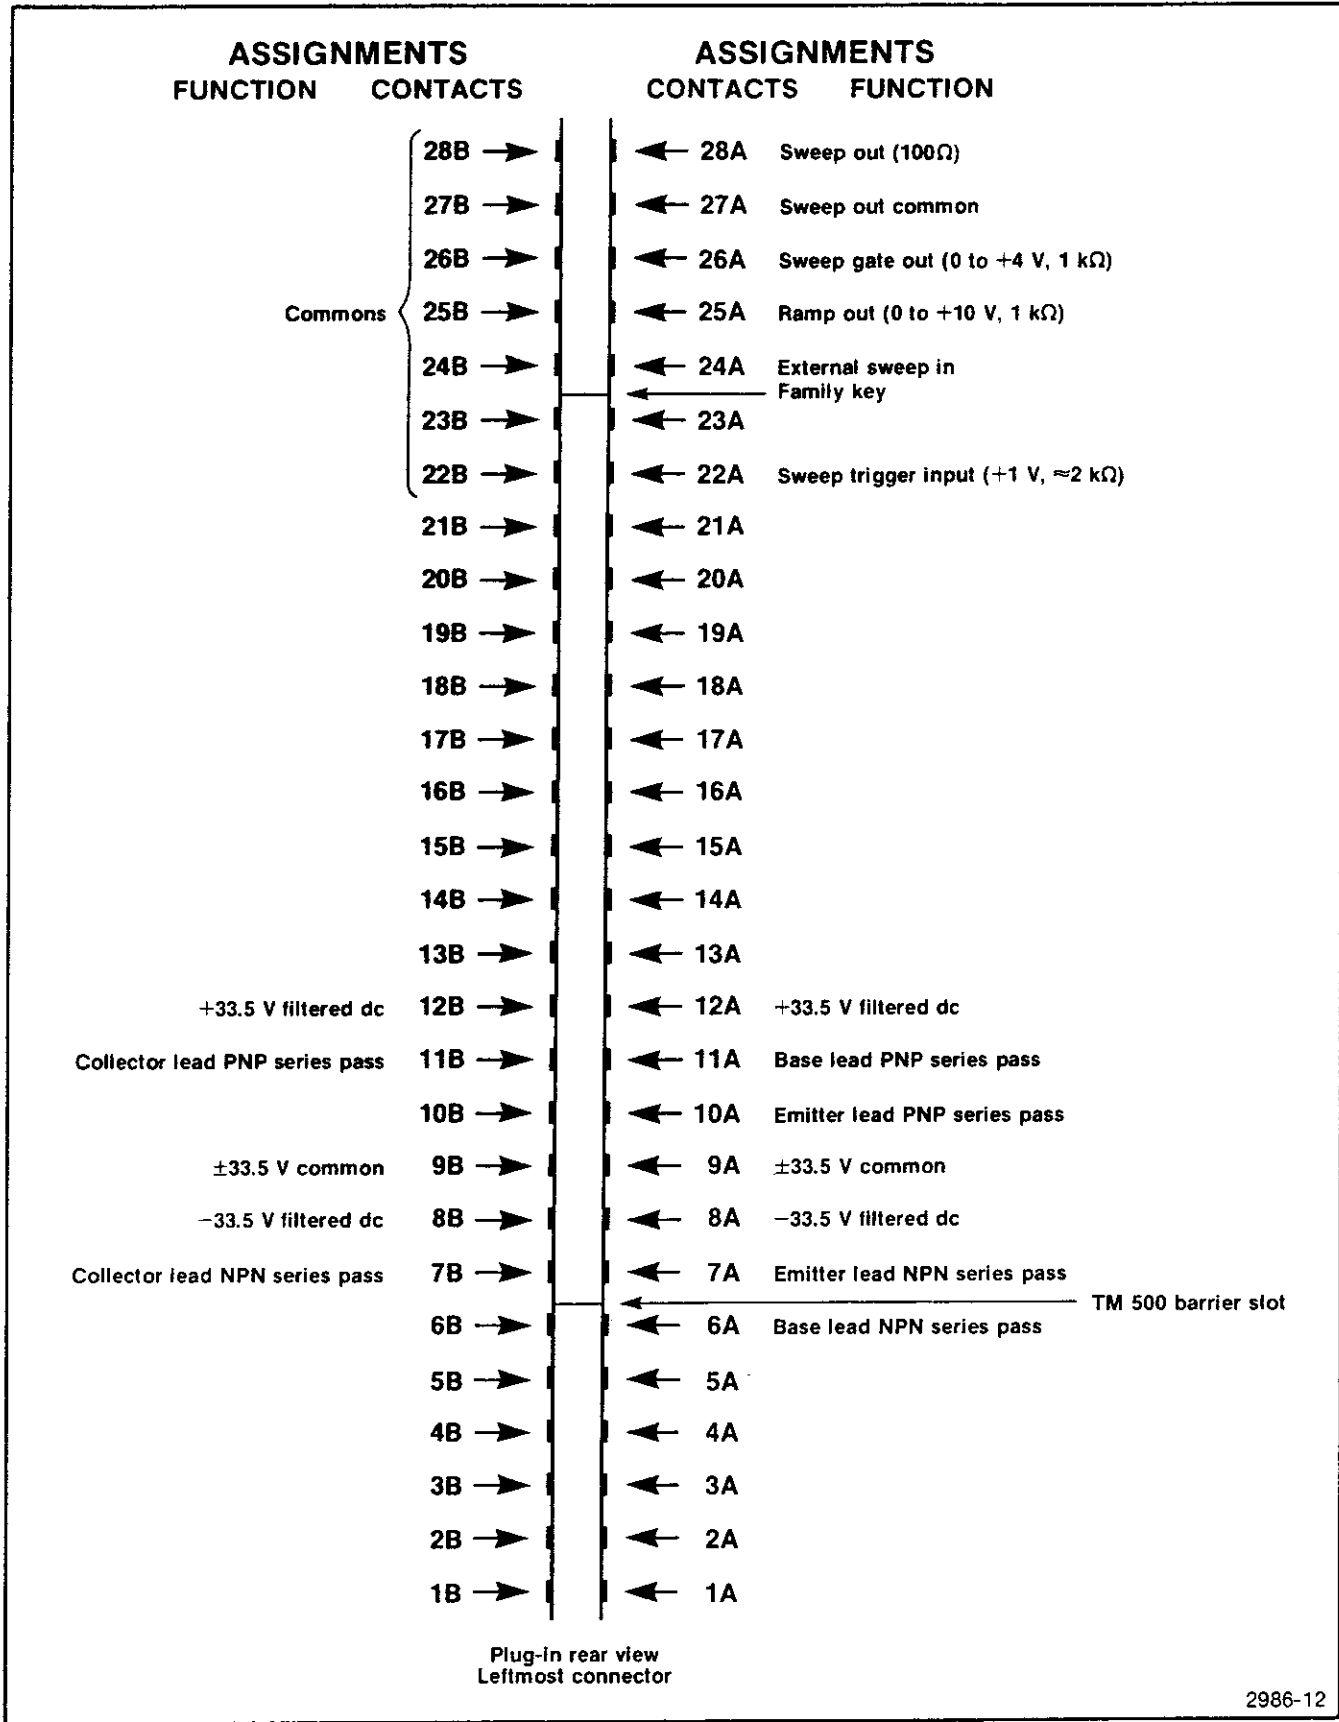 ASSIGNMENTS ASSIGNMENTS
FUNCTION CONTACTS CONTACTS FUNCTION
28B 28A Sweep out (100Ω)
27B 27A Sweep out common
26B 26A Sweep gate out (0 to +4 V, 1 kΩ)
Commons 25B 25A Ramp out (0 to +10 V, 1 kΩ)
24B 24A External sweep in
Family key
23B 23A
22B 22A Sweep trigger input (+1 V, ≈2 kΩ)
21B 21A
20B 20A
19B 19A
18B 18A
17B 17A
16B 16A
15B 15A
14B 14A
13B 13A
+33.5 V filtered dc 12B 12A +33.5 V filtered dc
Collector lead PNP series pass 11B 11A Base lead PNP series pass
10B 10A Emitter lead PNP series pass
±33.5 V common 9B 9A ±33.5 V common
−33.5 V filtered dc 8B 8A −33.5 V filtered dc
Collector lead NPN series pass 7B 7A Emitter lead NPN series pass
TM 500 barrier slot
6B 6A Base lead NPN series pass
5B 5A
4B 4A
3B 3A
2B 2A
1B 1A
Plug-in rear view
Leftmost connector
2986-12